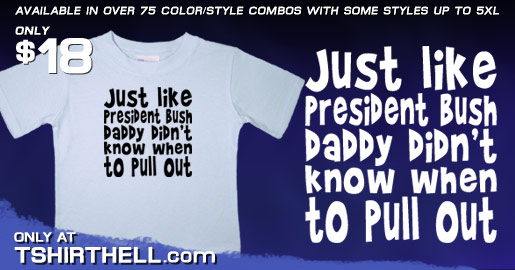 AVAILABLE IN OVER 75 COLOR/STYLE COMBOS WITH SOME STYLES UP TO 5XL
ONLY
$18
Just like
President Bush
Daddy Didn't
know when
to Pull out
Just like
President Bush
Daddy Didn't
know when
to Pull out
ONLY AT
TSHIRTHELL.com